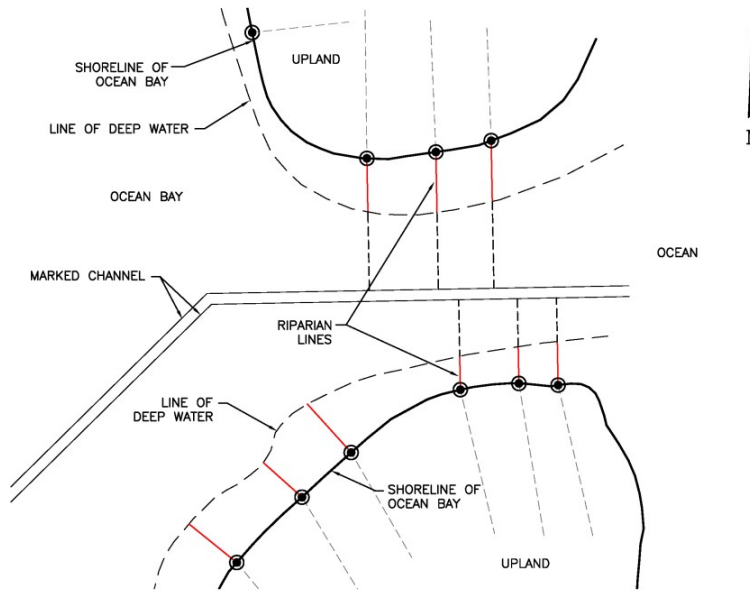 SHORELINE OF
OCEAN BAY
UPLAND
LINE OF DEEP WATER
OCEAN BAY
OCEAN
MARKED CHANNEL
RIPARIAN
LINES
LINE OF
DEEP WATER
SHORELINE OF
OCEAN BAY
UPLAND